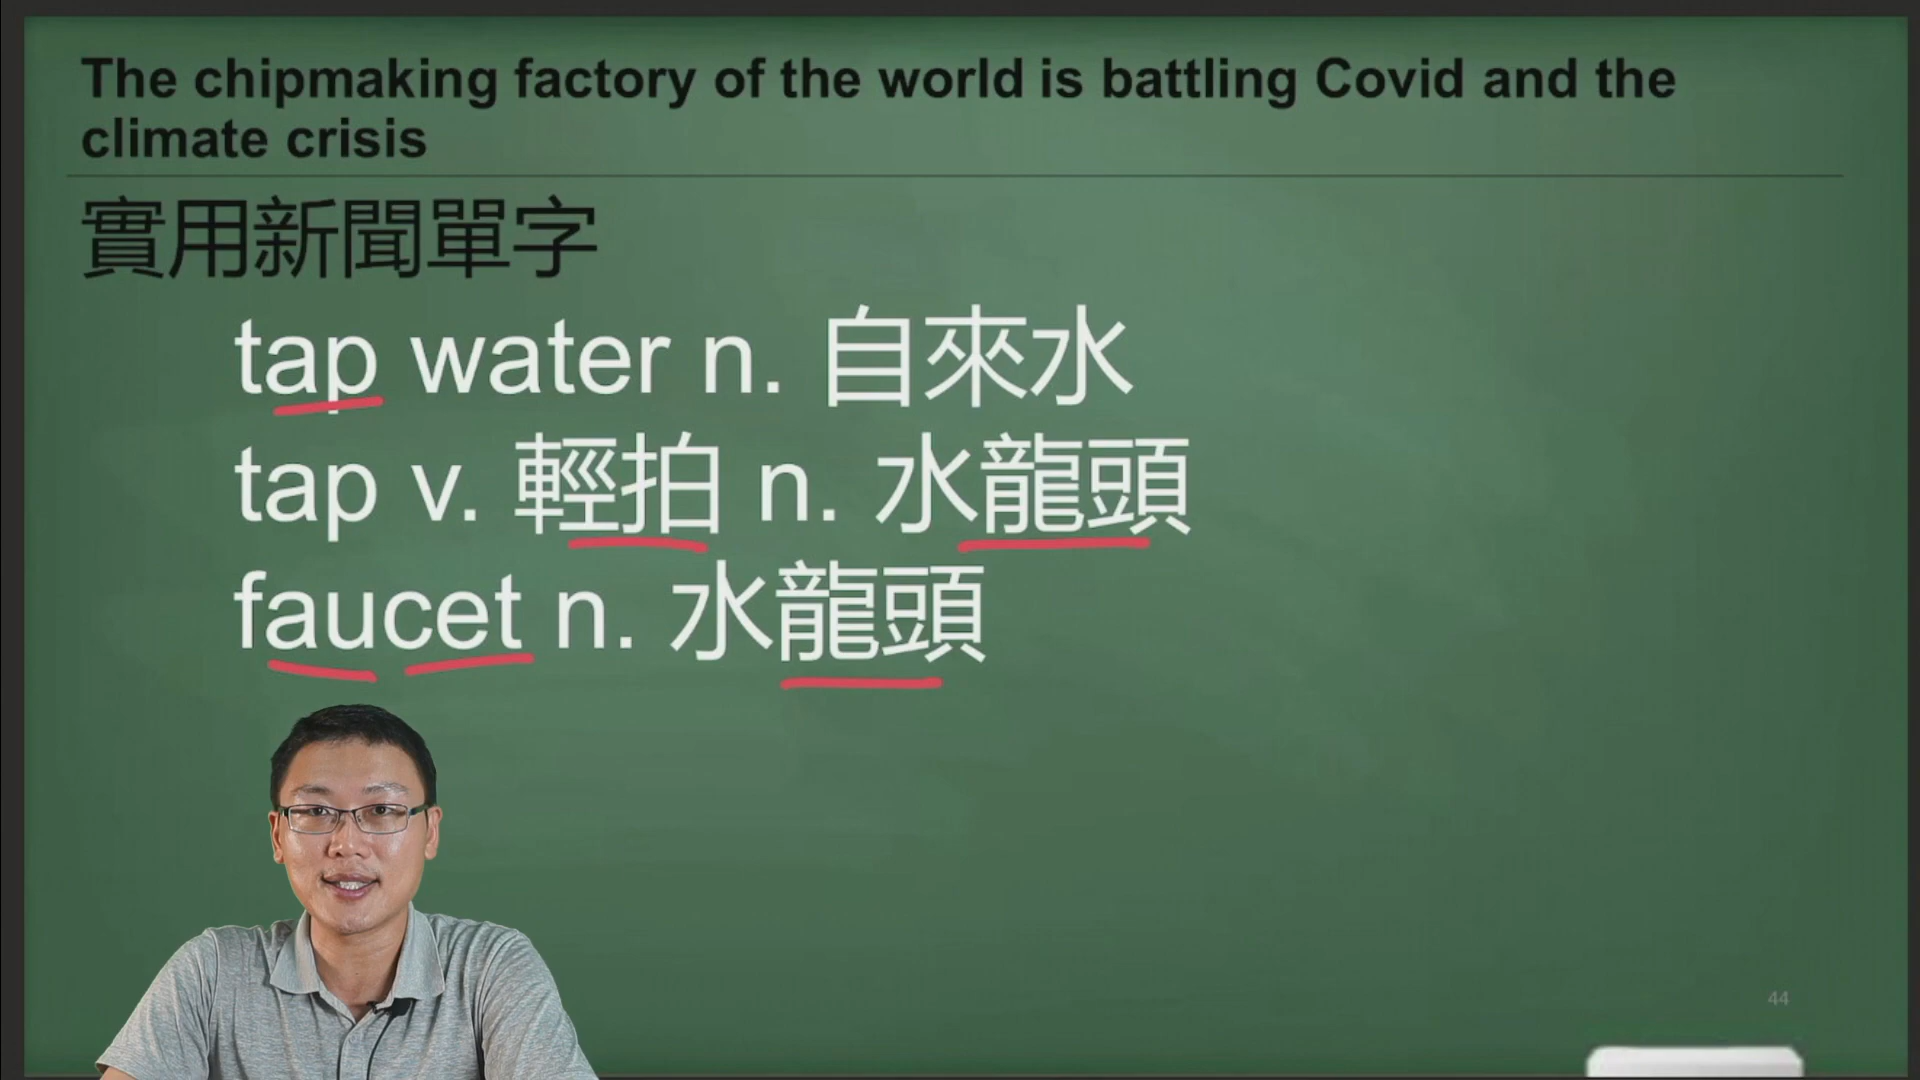 The chipmaking factory of the world is battling Covid and the
climate crisis
實用新聞單字
tap water n. 自來水
tap v. 輕拍 n. 水龍頭
faucet n. 水龍頭
44